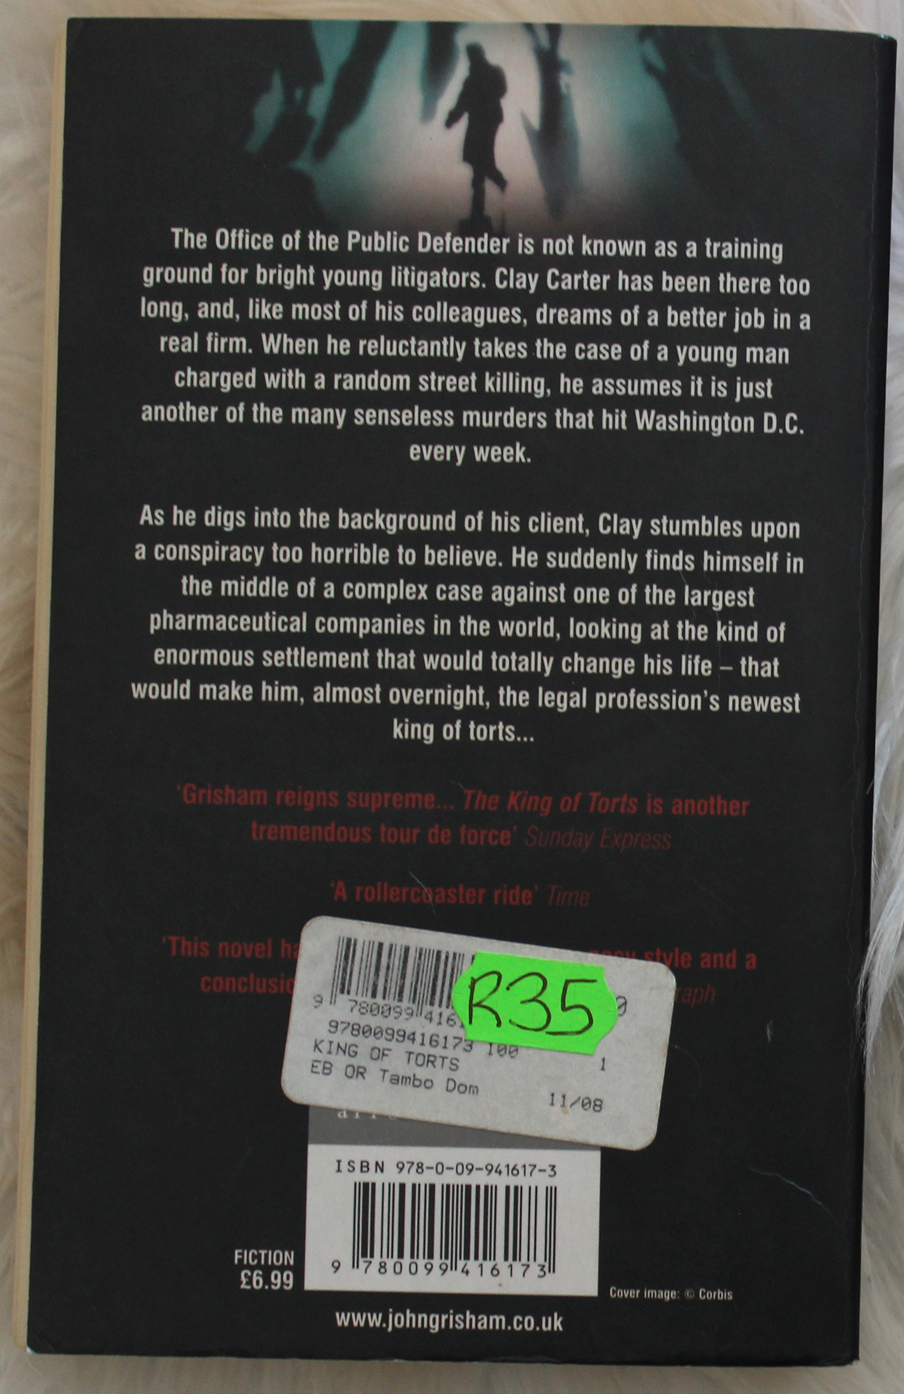 The Office of the Public Defender is not known as a training
ground for bright young litigators. Clay Carter has been there too
long, and, like most of his colleagues, dreams of a better job in a
real firm. When he reluctantly takes the case of a young man
charged with a random street killing, he assumes it is just
another of the many senseless murders that hit Washington D.C.
every week.
As he digs into the background of his client, Clay stumbles upon
a conspiracy too horrible to believe. He suddenly finds himself in
the middle of a complex case against one of the largest
pharmaceutical companies in the world, looking at the kind of
enormous settlement that would totally change his life – that
would make him, almost overnight, the legal profession's newest
king of torts...
'Grisham reigns supreme... The King of Torts is another
tremendous tour de force' Sunday Express
'A rollercoaster ride' Time
'This novel style and a
R35
9780099416173 100
1
KING OF TORTS
EB OR Tambo Dom
11/08
ISBN 978-0-09-941617-3
9 780099 416173
FICTION
£6.99
Cover image: © Corbis
www.johngrisham.co.uk